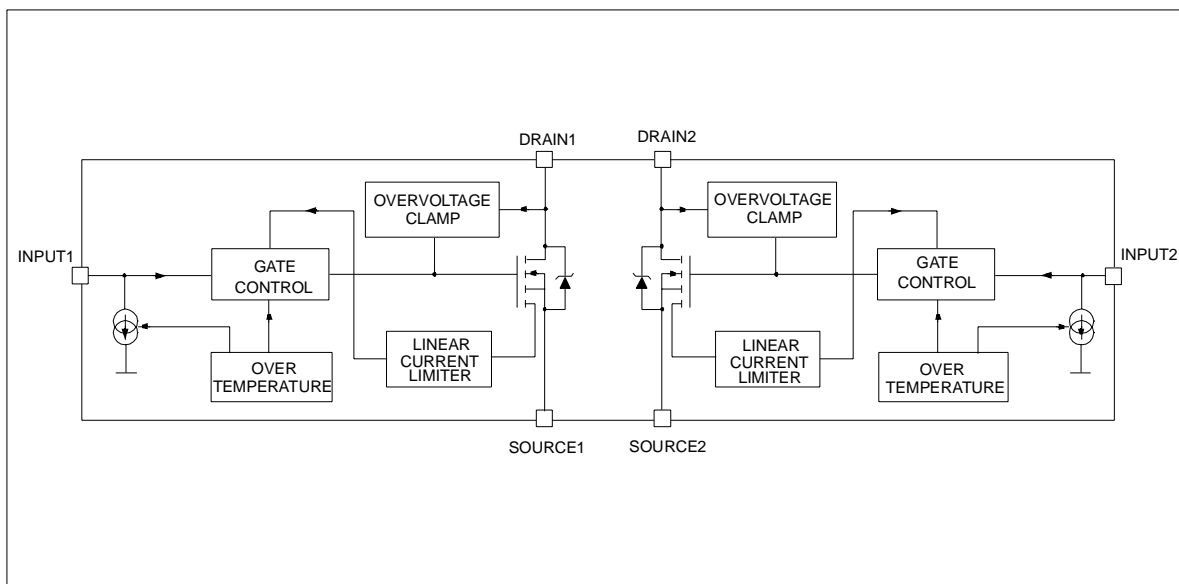 DRAIN1
DRAIN2
OVERVOLTAGE
CLAMP
OVERVOLTAGE
CLAMP
INPUT1
GATE
CONTROL
GATE
CONTROL
INPUT2
LINEAR
CURRENT
LIMITER
LINEAR
CURRENT
LIMITER
OVER
TEMPERATURE
OVER
TEMPERATURE
SOURCE1
SOURCE2